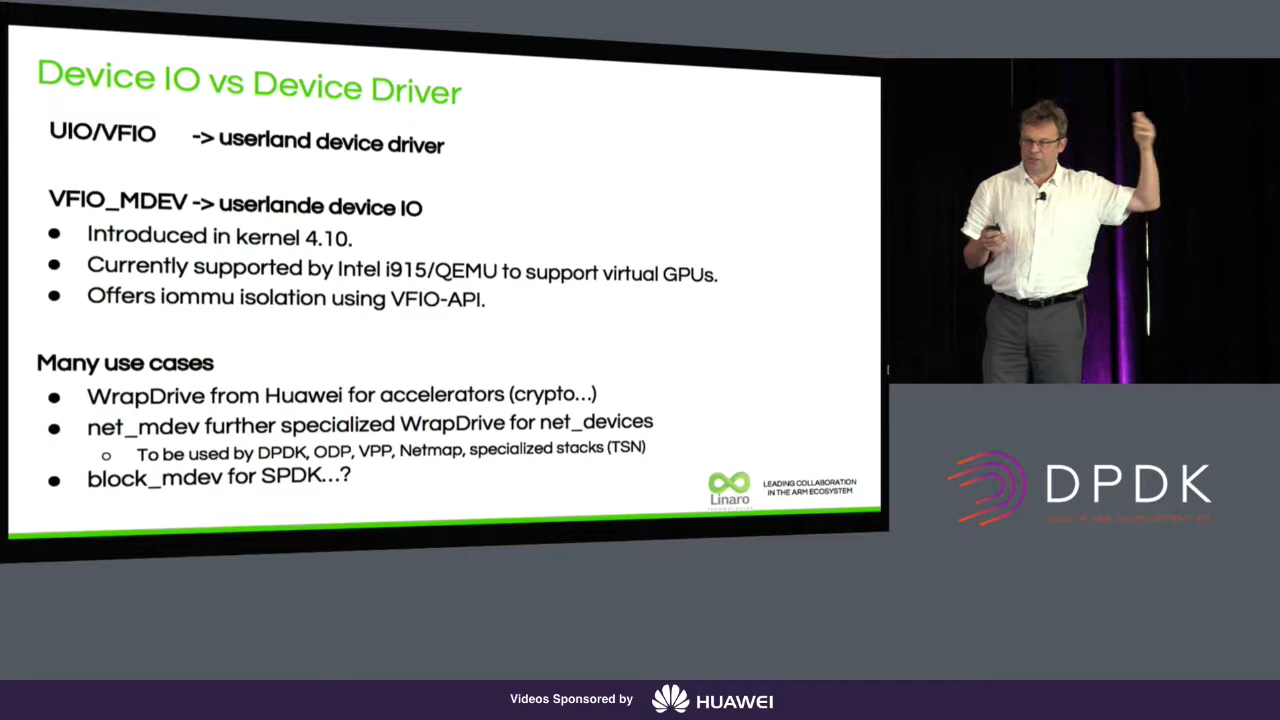 Device IO vs Device Driver
UIO/VFIO -> userland device driver
VFIO_MDEV -> userlande device IO
● Introduced in kernel 4.10.
● Currently supported by Intel i915/QEMU to support virtual GPUs.
● Offers iommu isolation using VFIO-API.
Many use cases
● WrapDrive from Huawei for accelerators (crypto...)
● net_mdev further specialized WrapDrive for net_devices
o To be used by DPDK, ODP, VPP, Netmap, specialized stacks (TSN)
● block_mdev for SPDK...?
Linaro
LEADING COLLABORATION
IN THE ARM ECOSYSTEM
DPDK
Videos Sponsored by
HUAWEI